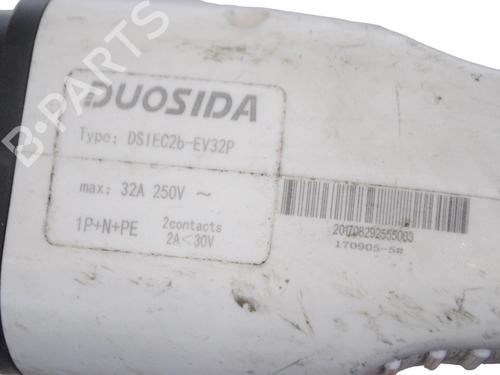 DUOSIDA
Type: DSIEC2b-EV32P
max: 32A 250V ~
1P+N+PE
2contacts
2A<30V
201708292555003
170905-5#
B-PARTS